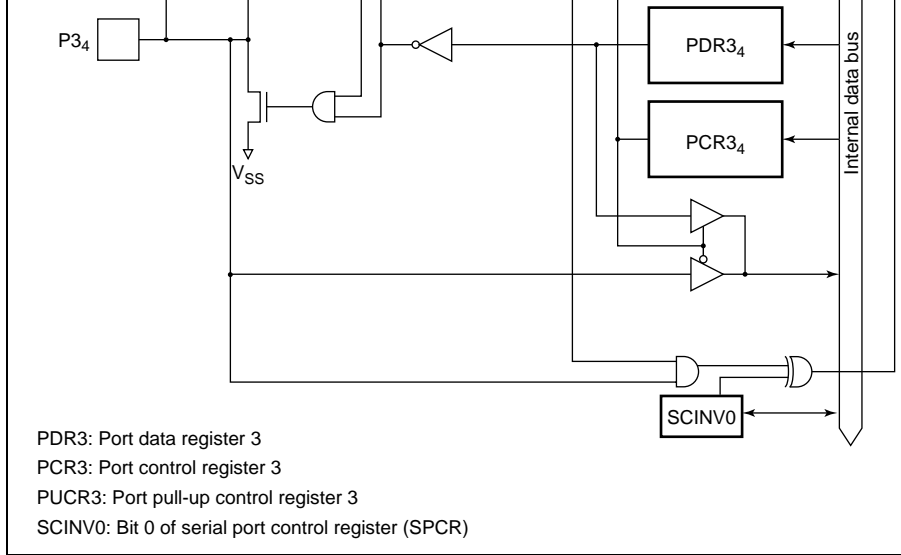 P3₄
PDR3₄
PCR3₄
Internal data bus
V_SS
SCINV0
PDR3: Port data register 3
PCR3: Port control register 3
PUCR3: Port pull-up control register 3
SCINV0: Bit 0 of serial port control register (SPCR)